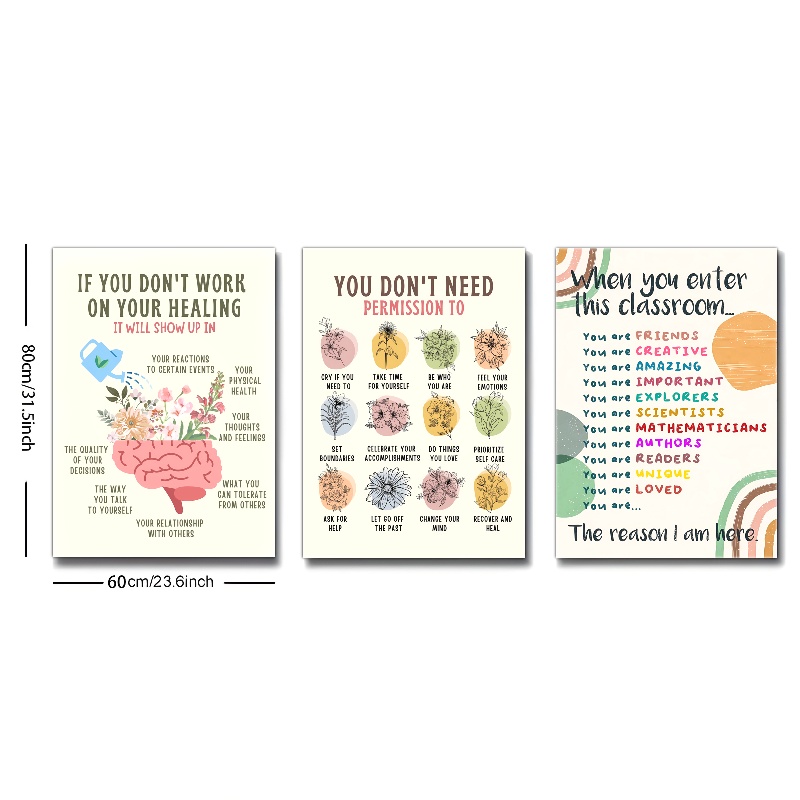 80cm/31.5inch
60cm/23.6inch
IF YOU DON'T WORK
ON YOUR HEALING
IT WILL SHOW UP IN
YOUR REACTIONS
TO CERTAIN EVENTS
YOUR
PHYSICAL
HEALTH
YOUR
THOUGHTS
AND FEELINGS
THE QUALITY
OF YOUR
DECISIONS
WHAT YOU
CAN TOLERATE
FROM OTHERS
THE WAY
YOU TALK
TO YOURSELF
YOUR RELATIONSHIP
WITH OTHERS
YOU DON'T NEED
PERMISSION TO
CRY IF YOU
NEED TO
TAKE TIME
FOR YOURSELF
BE WHO
YOU ARE
FEEL YOUR
EMOTIONS
SET
BOUNDARIES
CELEBRATE YOUR
ACCOMPLISHMENTS
DO THINGS
YOU LOVE
PRIORITIZE
SELF CARE
ASK FOR
HELP
LET GO OFF
THE PAST
CHANGE YOUR
MIND
RECOVER AND
HEAL
When you enter
this classroom...
You are FRIENDS
You are CREATIVE
You are AMAZING
You are IMPORTANT
You are EXPLORERS
You are SCIENTISTS
You are MATHEMATICIANS
You are AUTHORS
You are READERS
You are UNIQUE
You are LOVED
You are...
The reason I am here.